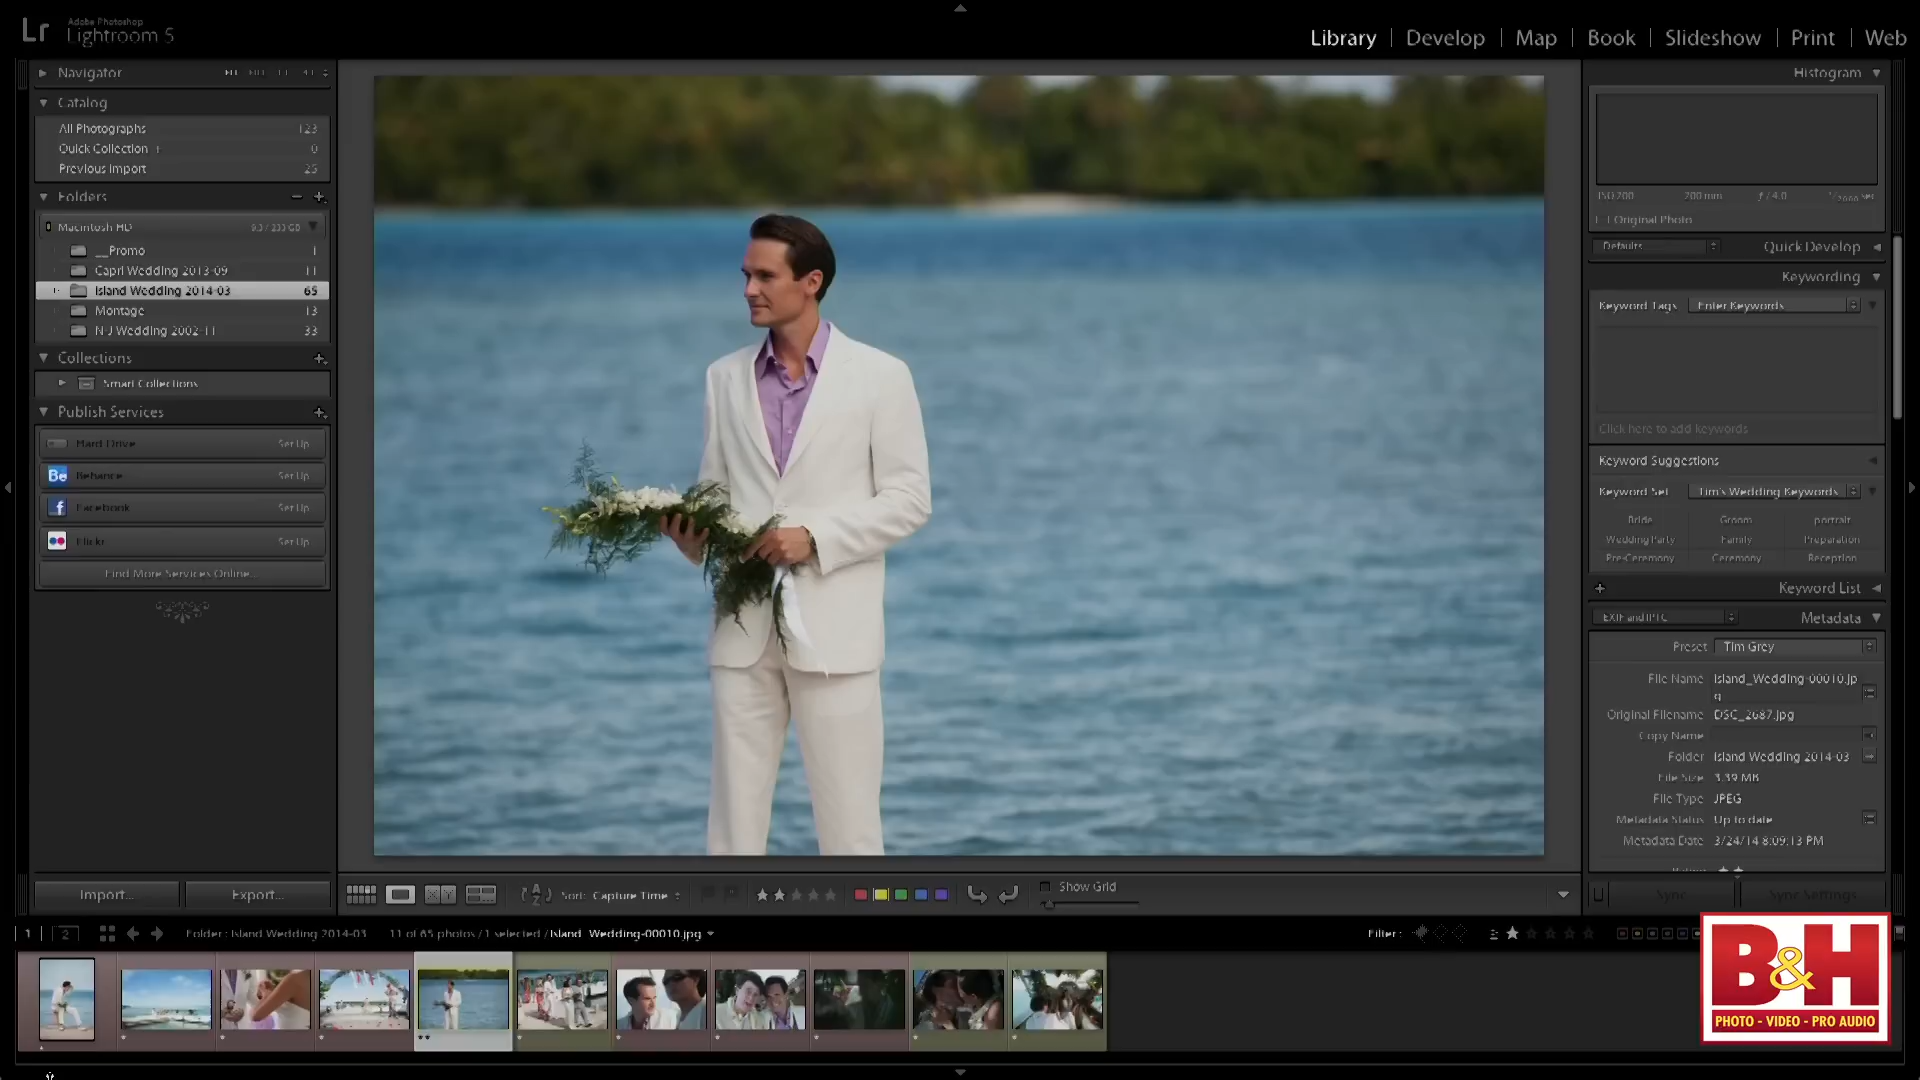 Lr Adobe Photoshop
Lightroom 5
Library | Develop | Map | Book | Slideshow | Print | Web
Navigator
Catalog
All Photographs 123
Quick Collection + 0
Previous Import 25
Folders
Macintosh HD
__Promo 1
Capri Wedding 2013-09 11
Island Wedding 2014-03 65
Montage 13
NJ Wedding 2002-11 33
Collections
Smart Collections
Publish Services
Hard Drive Set Up
Be Behance Set Up
f Facebook Set Up
Flickr Set Up
Find More Services Online...
Import... Export...
Histogram
ISO 200 200 mm f / 4.0
Original Photo
Defaults... Quick Develop
Keywording
Keyword Tags Enter Keywords
Click here to add keywords
Keyword Suggestions
Keyword Set Tim's Wedding Keywords
Bride Groom portrait
Wedding Party Family Preparation
Pre-Ceremony Ceremony Reception
Keyword List
EXIF and IPTC Metadata
Preset Tim Grey
File Name Island_Wedding-00010.jp
g
Original Filename DSC_2687.jpg
Copy Name
Folder Island Wedding 2014-03
File Size 3.39 MB
File Type JPEG
Metadata Status Up to date
Metadata Date 3/24/14 8:09:13 PM
Sort: Capture Time
Show Grid
Sync Sync Settings
1 2 Folder : Island Wedding 2014-03 11 of 65 photos / 1 selected / Island_Wedding-00010.jpg
Filter :
B&H
PHOTO - VIDEO - PRO AUDIO